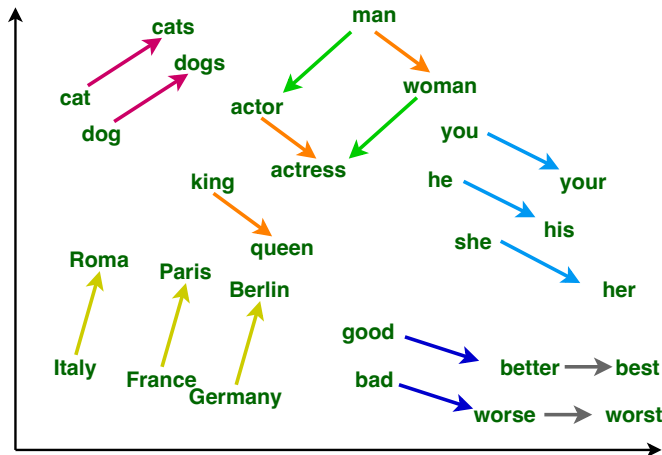 man
cats
dogs
woman
cat
actor
dog
you
actress
king
he
your
his
queen
she
Roma
Paris
Berlin
her
good
Italy
better
best
France
bad
Germany
worse
worst